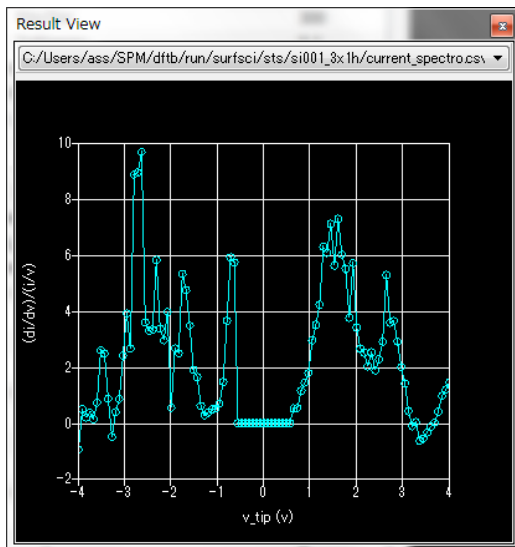 Result View
x
C:/Users/ass/SPM/dftb/run/surfsci/sts/si001_3x1h/current_spectro.csv
10
8
6
4
2
0
-2
(di/dv)/(i/v)
-4 -3 -2 -1 0 1 2 3 4
v_tip (v)